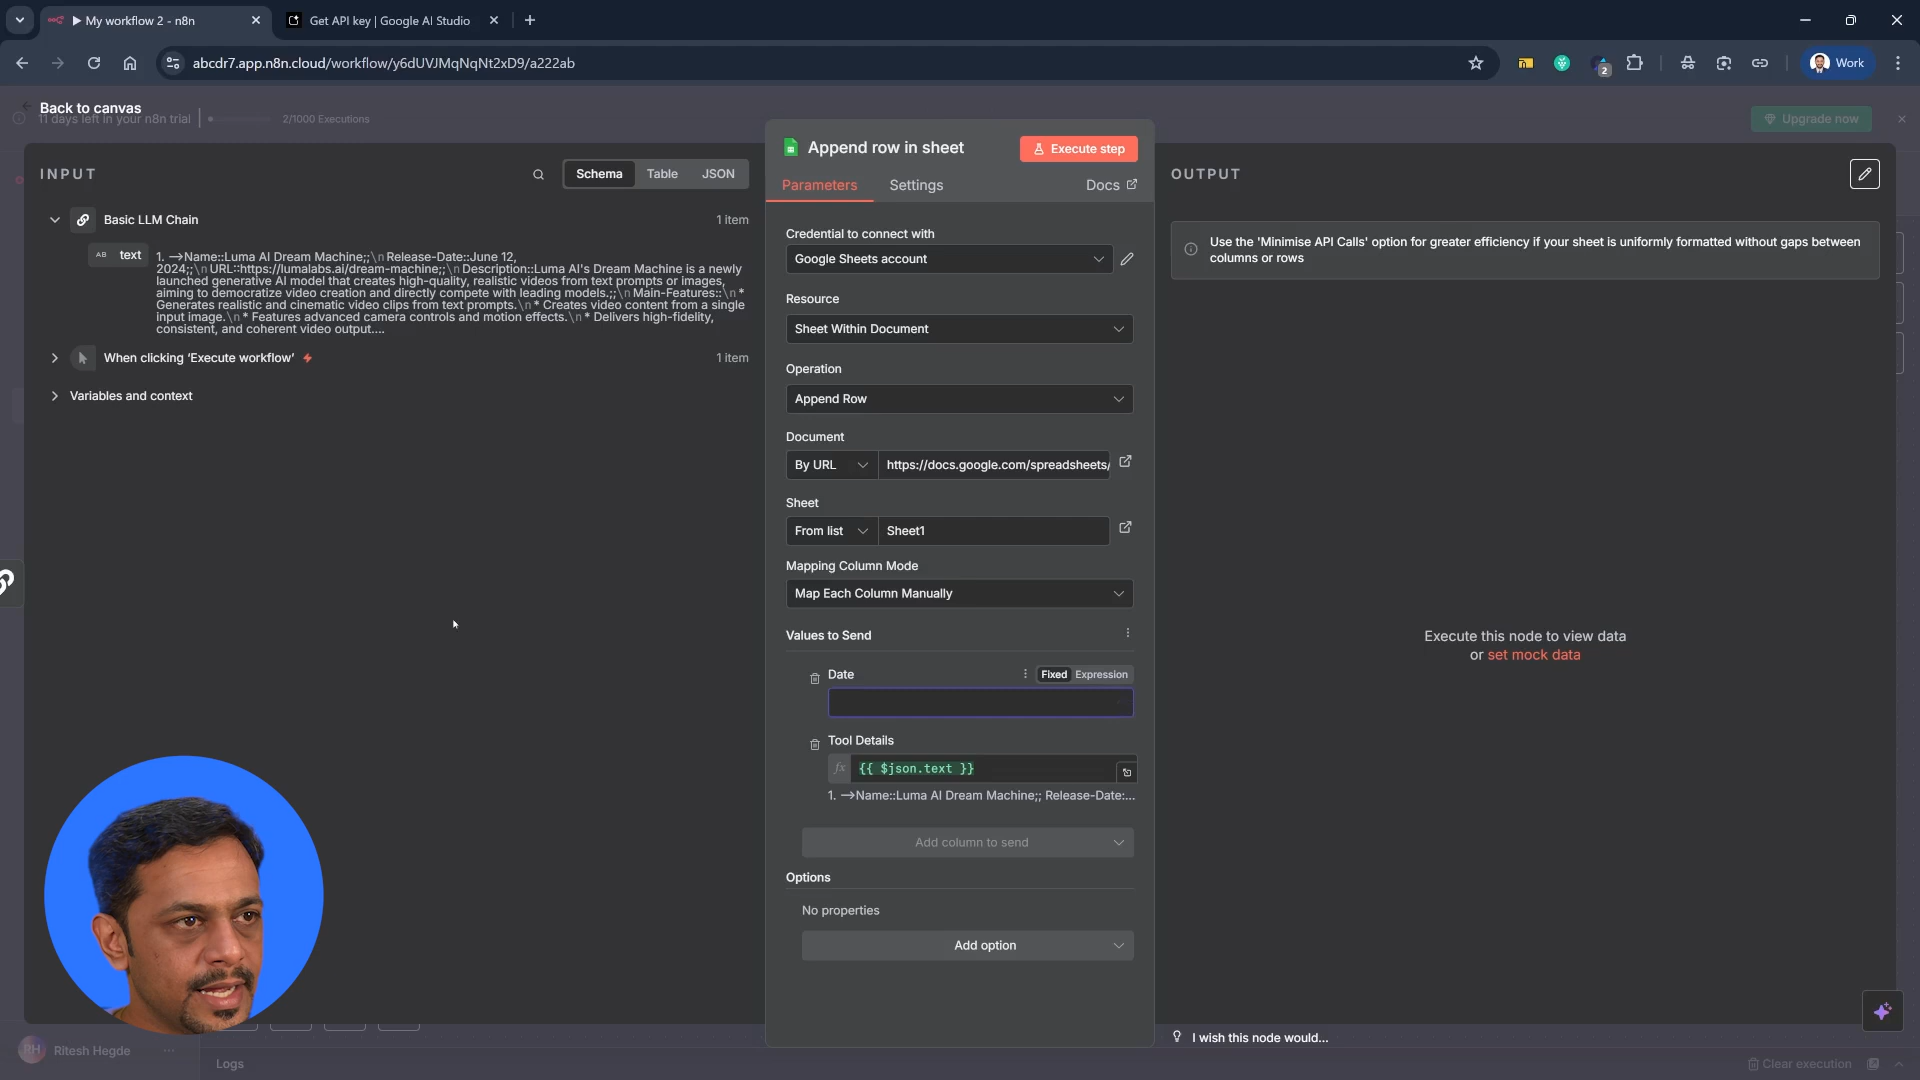 My workflow 2 - n8n
Get API key | Google AI Studio
abcdr7.app.n8n.cloud/workflow/y6dUVJMqNqNt2xD9/a222ab
2
Work
Back to canvas
11 days left in your n8n trial
2/1000 Executions
Upgrade now
INPUT
Schema
Table
JSON
Basic LLM Chain
1 item
AB text
1. —>Name::Luma AI Dream Machine;;\n Release-Date::June 12,
2024;;\n URL::https://lumalabs.ai/dream-machine;;\n Description::Luma AI's Dream Machine is a newly
launched generative AI model that creates high-quality, realistic videos from text prompts or images,
aiming to democratize video creation and directly compete with leading models.;;\n Main-Features::\n *
Generates realistic and cinematic video clips from text prompts.\n * Creates video content from a single
input image.\n * Features advanced camera controls and motion effects.\n * Delivers high-fidelity,
consistent, and coherent video output....
When clicking ‘Execute workflow’
1 item
Variables and context
Append row in sheet
Execute step
Parameters
Settings
Docs
Credential to connect with
Google Sheets account
Resource
Sheet Within Document
Operation
Append Row
Document
By URL
https://docs.google.com/spreadsheets/
Sheet
From list
Sheet1
Mapping Column Mode
Map Each Column Manually
Values to Send
Date
Fixed
Expression
Tool Details
fx
{{ $json.text }}
1. —>Name::Luma AI Dream Machine;; Release-Date:...
Add column to send
Options
No properties
Add option
OUTPUT
Use the 'Minimise API Calls' option for greater efficiency if your sheet is uniformly formatted without gaps between
columns or rows
Execute this node to view data
or set mock data
I wish this node would...
RH
Ritesh Hegde
Logs
Clear execution